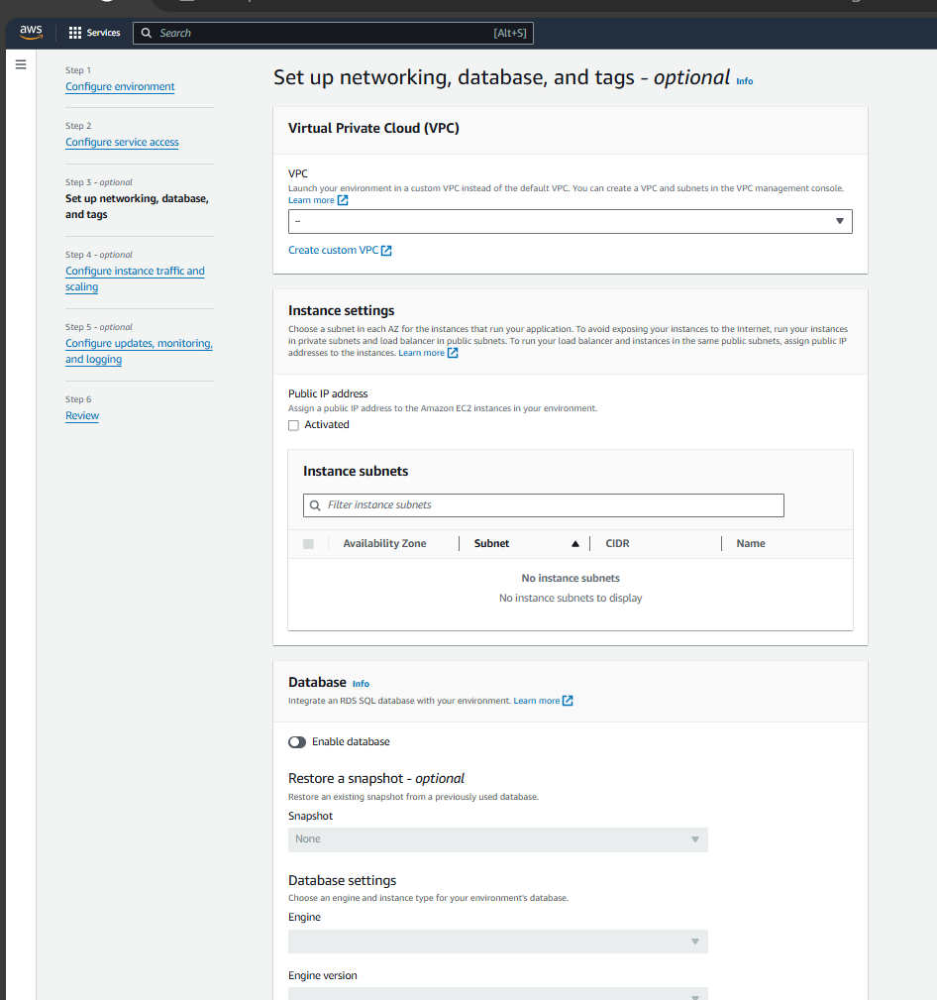 aws
Services
Search
[Alt+S]
Step 1
Configure environment
Step 2
Configure service access
Step 3 - optional
Set up networking, database,
and tags
Step 4 - optional
Configure instance traffic and
scaling
Step 5 - optional
Configure updates, monitoring,
and logging
Step 6
Review
Set up networking, database, and tags - optional Info
Virtual Private Cloud (VPC)
VPC
Launch your environment in a custom VPC instead of the default VPC. You can create a VPC and subnets in the VPC management console.
Learn more
–
Create custom VPC
Instance settings
Choose a subnet in each AZ for the instances that run your application. To avoid exposing your instances to the Internet, run your instances
in private subnets and load balancer in public subnets. To run your load balancer and instances in the same public subnets, assign public IP
addresses to the instances. Learn more
Public IP address
Assign a public IP address to the Amazon EC2 instances in your environment.
Activated
Instance subnets
Filter instance subnets
Availability Zone
Subnet
CIDR
Name
No instance subnets
No instance subnets to display
Database Info
Integrate an RDS SQL database with your environment. Learn more
Enable database
Restore a snapshot - optional
Restore an existing snapshot from a previously used database.
Snapshot
None
Database settings
Choose an engine and instance type for your environment's database.
Engine
Engine version